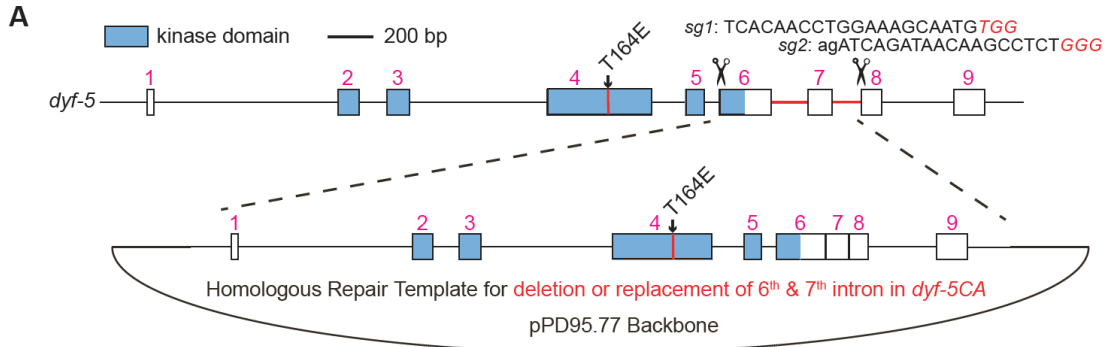 A
kinase domain
200 bp
sg1: TCACAACCTGGAAAGCAATGTGG
sg2: agATCAGATAACAAGCCTCTGGG
T164E
1 2 3 4 5 6 7 8 9
dyf-5
T164E
1 2 3 4 5 6 7 8 9
Homologous Repair Template for deletion or replacement of 6th & 7th intron in dyf-5CA
pPD95.77 Backbone